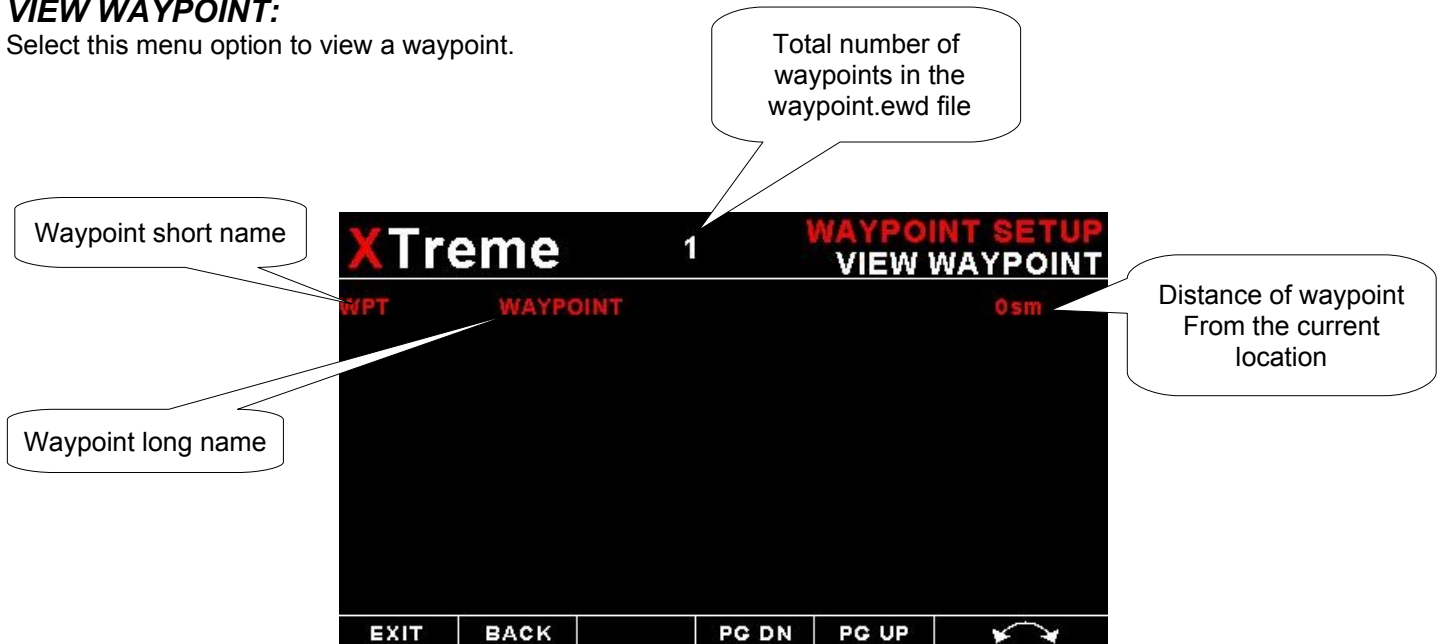 VIEW WAYPOINT:
Select this menu option to view a waypoint.
Total number of
waypoints in the
waypoint.ewd file
Waypoint short name
XTreme
1
WAYPOINT SETUP
VIEW WAYPOINT
WPT
WAYPOINT
0sm
Distance of waypoint
From the current
location
Waypoint long name
EXIT
BACK
PG DN
PG UP